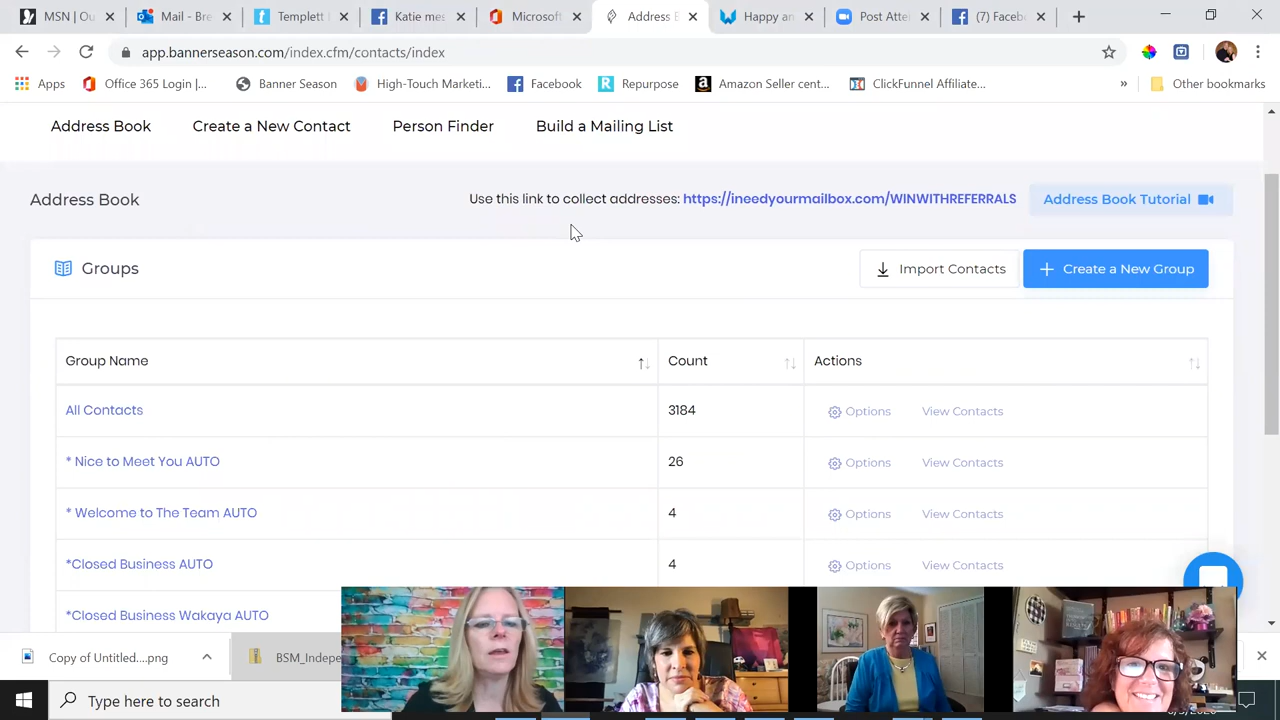 MSN | Ou
Mail - Bre
Templett
Katie mee
Microsoft
Address B
Happy an
Post Atte
(7) Faceb
app.bannerseason.com/index.cfm/contacts/index
Apps
Office 365 Login |...
Banner Season
High-Touch Marketi...
Facebook
Repurpose
Amazon Seller cent...
ClickFunnel Affiliate...
»
Other bookmarks
Address Book
Create a New Contact
Person Finder
Build a Mailing List
Address Book
Use this link to collect addresses: https://ineedyourmailbox.com/WINWITHREFERRALS
Address Book Tutorial
Groups
Import Contacts
+ Create a New Group
Group Name
Count
Actions
All Contacts
3184
Options
View Contacts
* Nice to Meet You AUTO
26
Options
View Contacts
* Welcome to The Team AUTO
4
Options
View Contacts
*Closed Business AUTO
4
Options
View Contacts
*Closed Business Wakaya AUTO
Copy of Untitled....png
BSM_Indepe
Type here to search